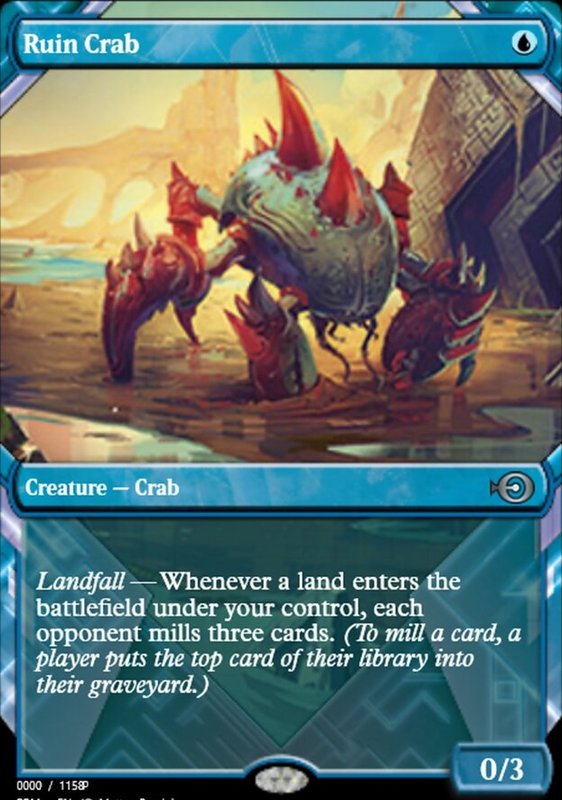 Ruin Crab
Creature — Crab
Landfall — Whenever a land enters the
battlefield under your control, each
opponent mills three cards. (To mill a card, a
player puts the top card of their library into
their graveyard.)
0/3
0000 / 1158P